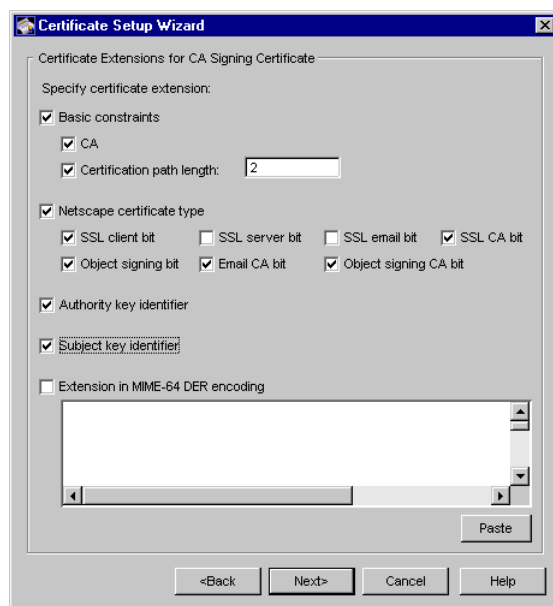 Certificate Setup Wizard
Certificate Extensions for CA Signing Certificate
Specify certificate extension:
Basic constraints
CA
Certification path length: 2
Netscape certificate type
SSL client bit SSL server bit SSL email bit SSL CA bit
Object signing bit Email CA bit Object signing CA bit
Authority key identifier
Subject key identifier
Extension in MIME-64 DER encoding
Paste
<Back Next> Cancel Help